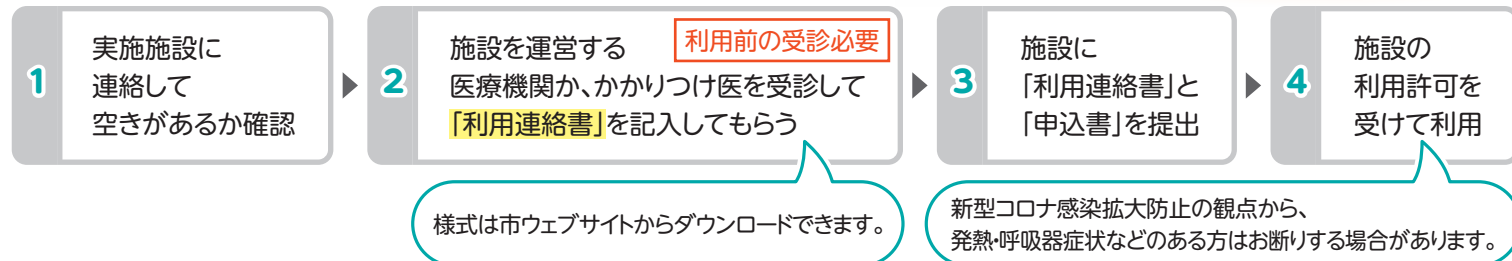 1
実施施設に
連絡して
空きがあるか確認
2
施設を運営する
利用前の受診必要
医療機関か、かかりつけ医を受診して
「利用連絡書」を記入してもらう
様式は市ウェブサイトからダウンロードできます。
3
施設に
「利用連絡書」と
「申込書」を提出
4
施設の
利用許可を
受けて利用
新型コロナ感染拡大防止の観点から、
発熱・呼吸器症状などのある方はお断りする場合があります。